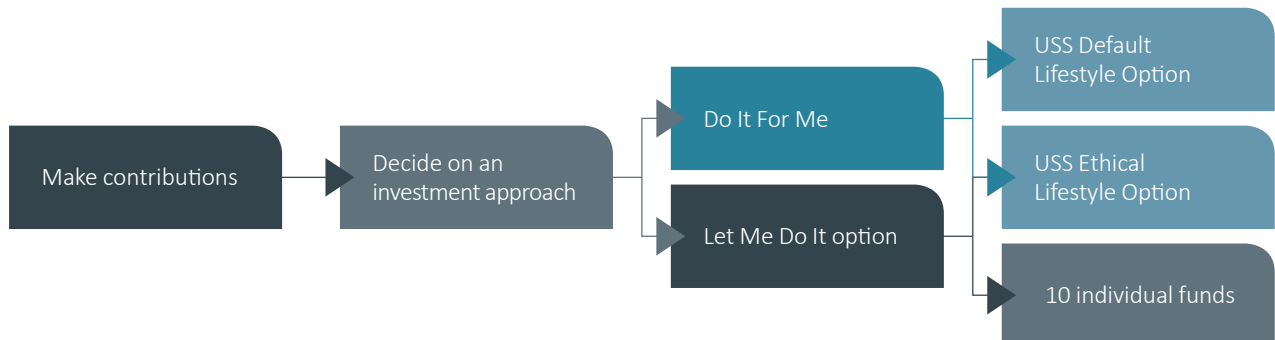 Make contributions
Decide on an
investment approach
Do It For Me
Let Me Do It option
USS Default
Lifestyle Option
USS Ethical
Lifestyle Option
10 individual funds